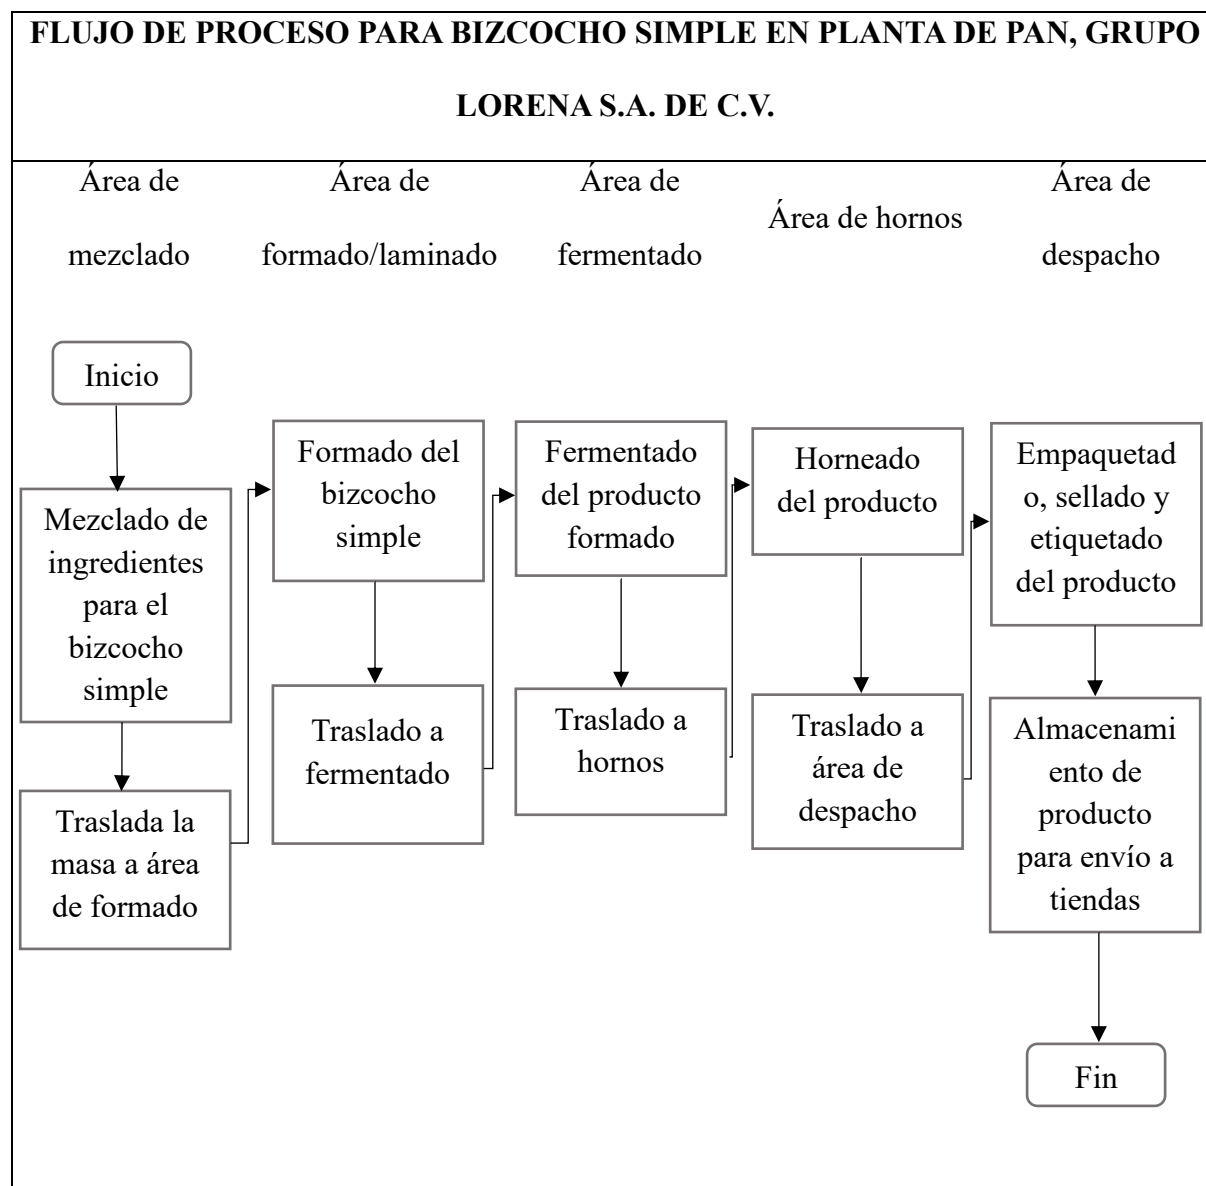 FLUJO DE PROCESO PARA BIZCOCHO SIMPLE EN PLANTA DE PAN, GRUPO
LORENA S.A. DE C.V.
Área de
mezclado
Área de
formado/laminado
Área de
fermentado
Área de hornos
Área de
despacho
Inicio
Mezclado de
ingredientes
para el
bizcocho
simple
Traslada la
masa a área
de formado
Formado del
bizcocho
simple
Traslado a
fermentado
Fermentado
del producto
formado
Traslado a
hornos
Horneado
del producto
Traslado a
área de
despacho
Empaquetad
o, sellado y
etiquetado
del producto
Almacenami
ento de
producto
para envío a
tiendas
Fin